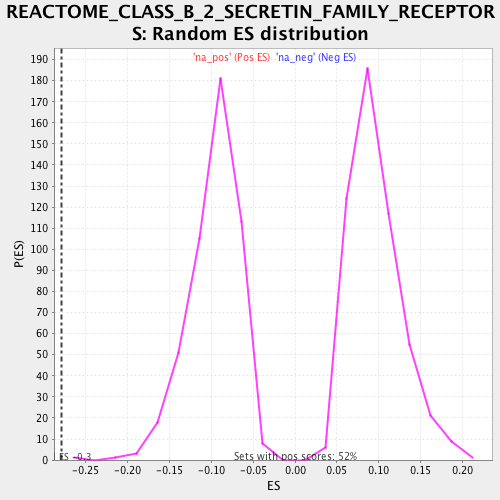 REACTOME_CLASS_B_2_SECRETIN_FAMILY_RECEPTOR
S: Random ES distribution
'na_pos' (Pos ES) 'na_neg' (Neg ES)
190
180
170
160
150
140
130
120
110
100
90
80
70
60
50
40
30
20
10
0
P(ES)
ES -0.3
Sets with pos scores: 52%
-0.25 -0.20 -0.15 -0.10 -0.05 0.00 0.05 0.10 0.15 0.20
ES